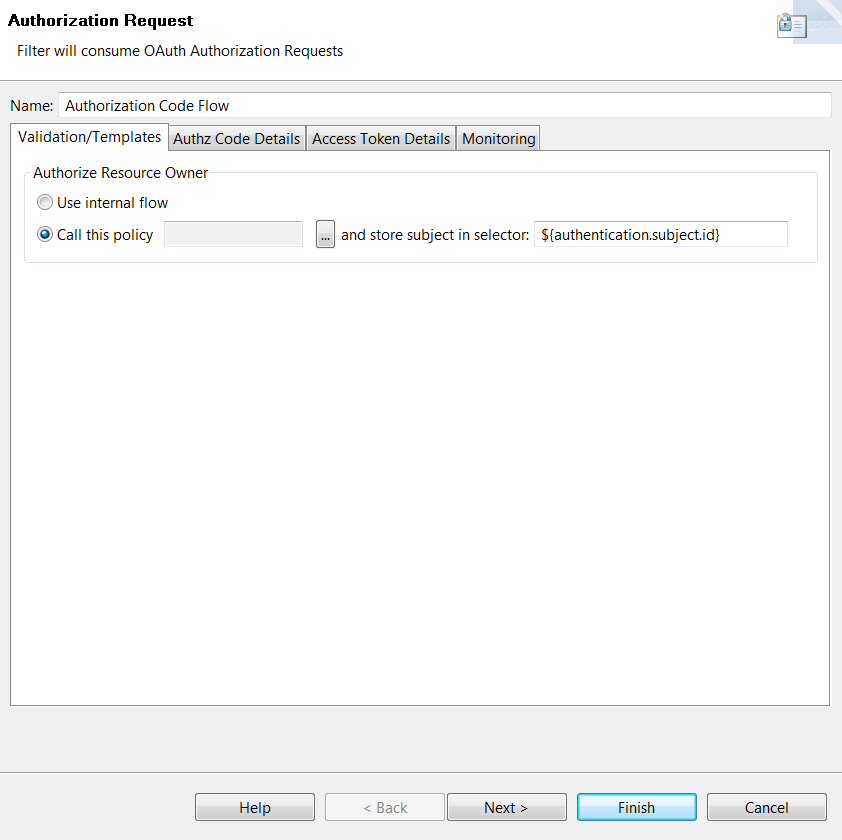 Authorization Request
Filter will consume OAuth Authorization Requests
Name: Authorization Code Flow
Validation/Templates Authz Code Details Access Token Details Monitoring
Authorize Resource Owner
Use internal flow
Call this policy ... and store subject in selector: ${authentication.subject.id}
Help < Back Next > Finish Cancel